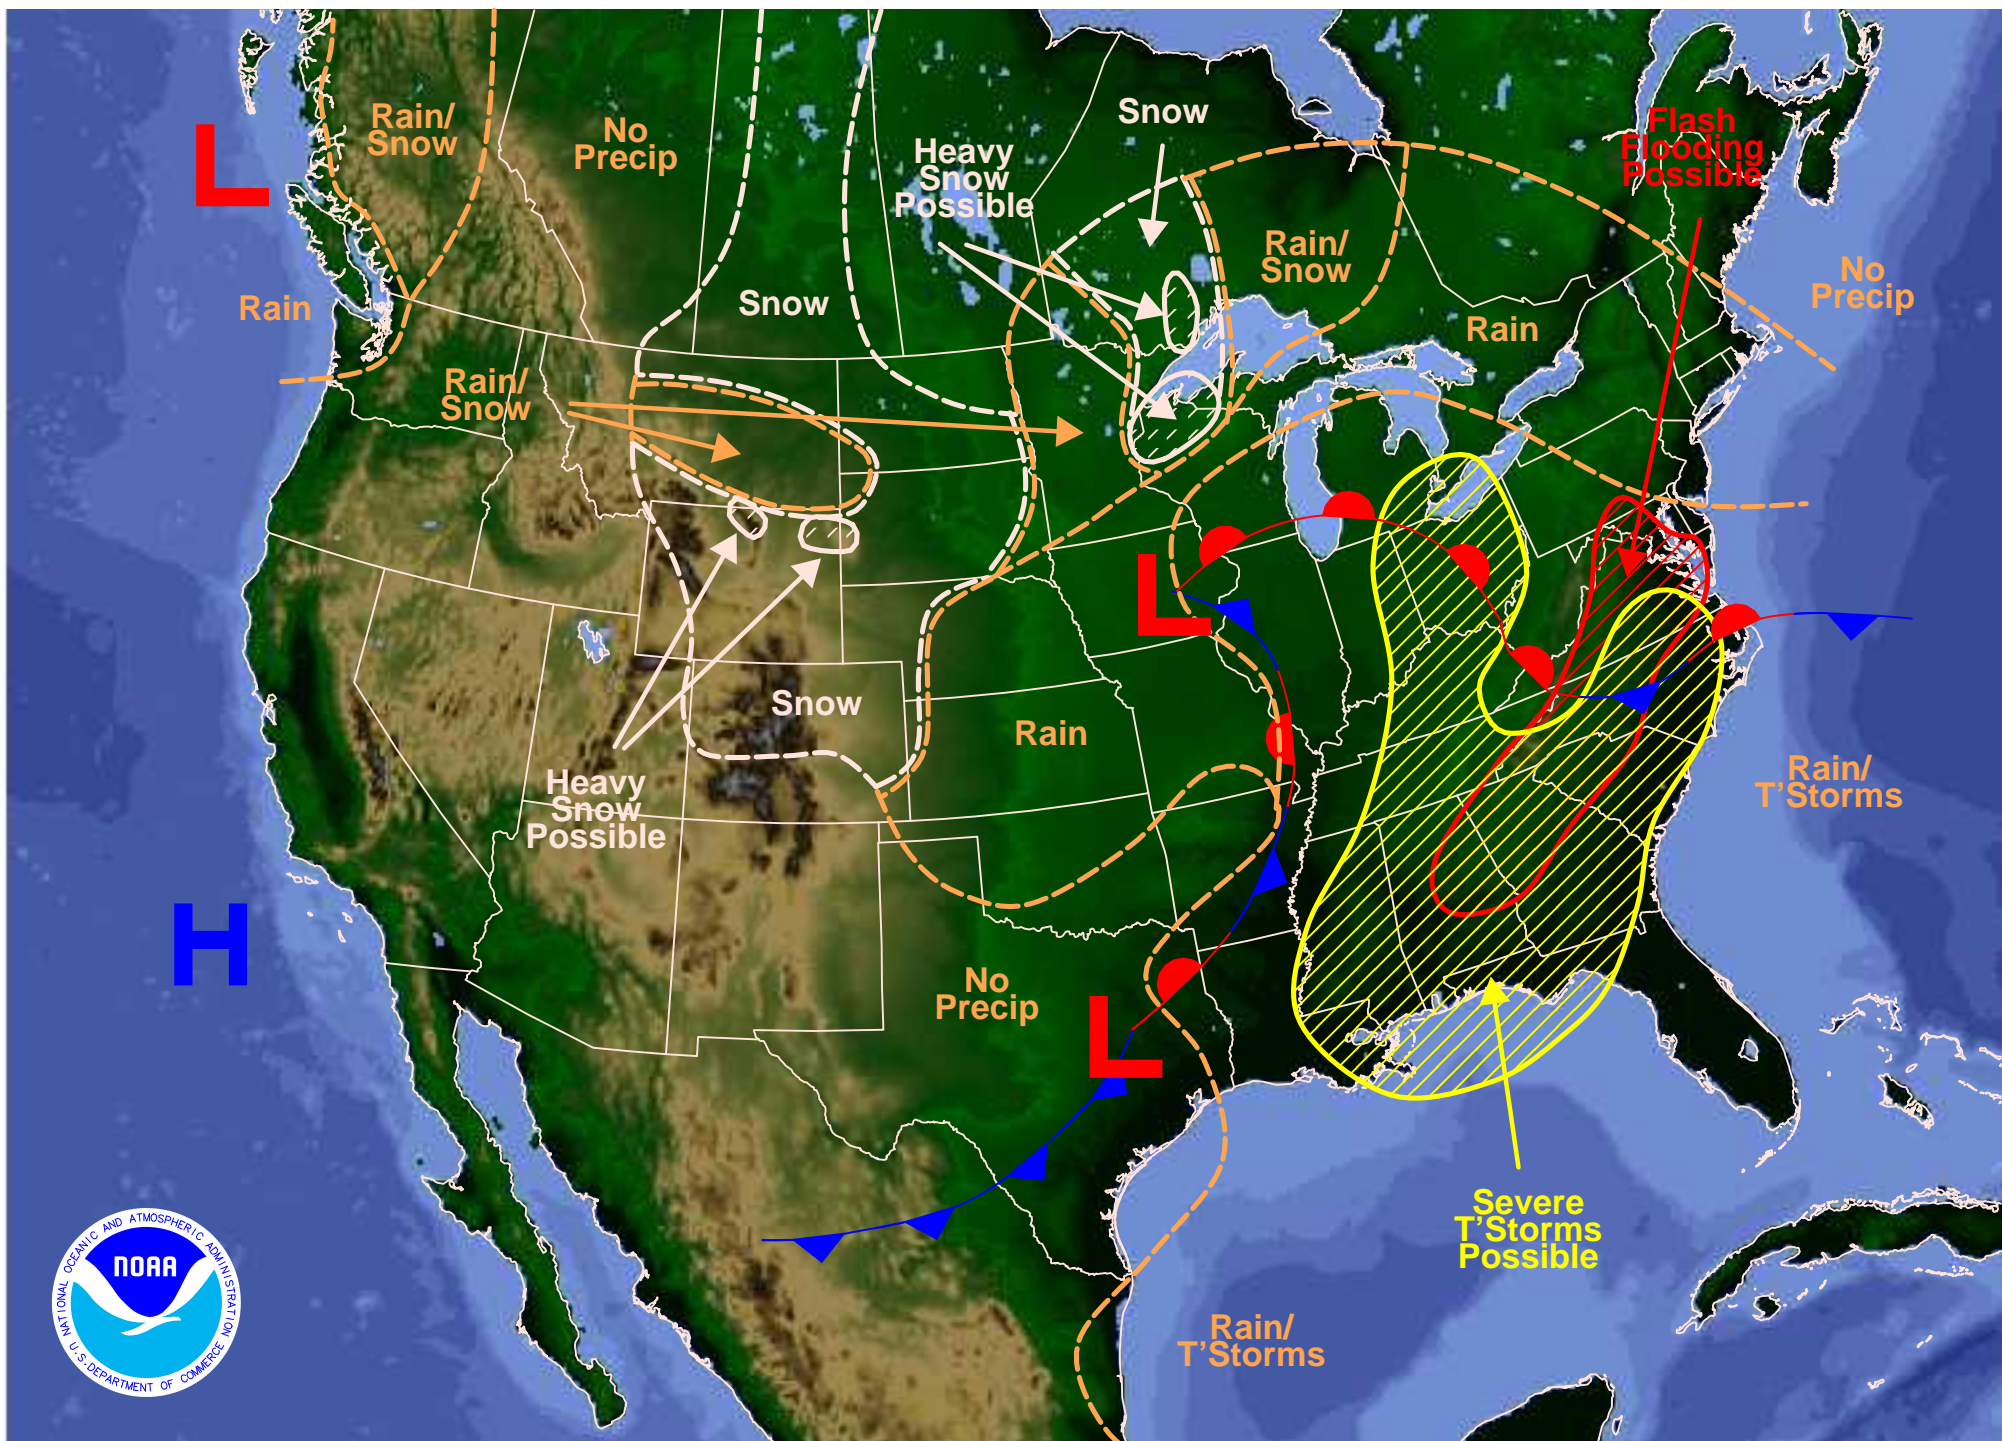 Rain/
Snow
No
Precip
Snow
Heavy
Snow
Possible
Flash
Flooding
Possible
L
Rain/
Snow
No
Precip
Rain
Snow
Rain
Rain/
Snow
L
Snow
Rain
Heavy
Snow
Possible
Rain/
T'Storms
H
No
Precip
L
Severe
T'Storms
Possible
Rain/
T'Storms
NATIONAL OCEANIC AND ATMOSPHERIC ADMINISTRATION
NOAA
U.S. DEPARTMENT OF COMMERCE